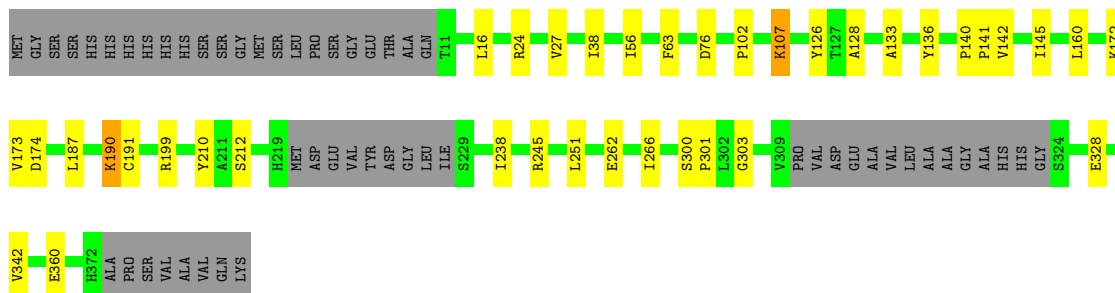 MET GLY SER SER HIS HIS HIS HIS HIS HIS SER SER GLY MET SER LEU PRO SER GLY GLU THR ALA GLN T11 L16 R24 V27 I38 I56 F63 D76 P102 K107 Y126 T127 A128 A133 Y136 P140 P141 V142 I145 L160 K172
V173 D174 L187 K190 C191 R199 Y210 A211 S212 H219 MET ASP GLU VAL TYR ASP GLY LEU ILE S229 I238 R245 L251 E262 I266 S300 P301 L302 G303 V309 PRO VAL ASP GLU ALA VAL LEU ALA ALA GLY ALA HIS HIS GLY S324 E328
V342 E360 H372 ALA PRO SER VAL ALA VAL GLN LYS